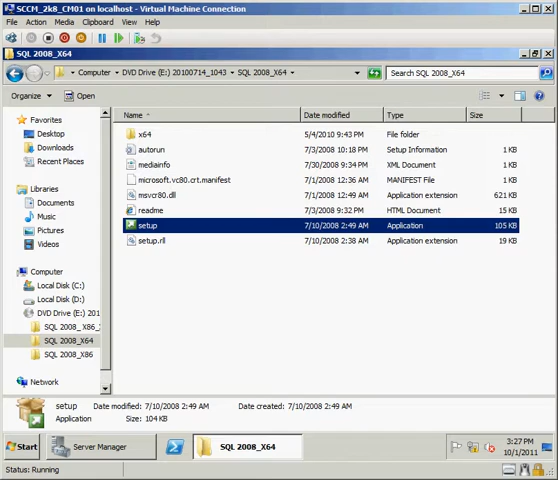 SCCM_2k8_CM01 on localhost - Virtual Machine Connection
File Action Media Clipboard View Help
SQL 2008_X64
Computer DVD Drive (E:) 20100714_1043 SQL 2008_X64 Search SQL 2008_X64
Organize Open
Favorites
Desktop
Downloads
Recent Places
Libraries
Documents
Music
Pictures
Videos
Computer
Local Disk (C:)
Local Disk (D:)
DVD Drive (E:) 2010071
SQL 2008_X86_
SQL 2008_X64
SQL 2008_X86
Network
Name Date modified Type Size
x64 5/4/2010 9:43 PM File folder
autorun 7/3/2008 10:18 PM Setup Information 1 KB
mediainfo 7/30/2008 9:34 PM XML Document 1 KB
microsoft.vc80.crt.manifest 7/1/2008 12:36 AM MANIFEST File 1 KB
msvcr80.dll 7/1/2008 12:49 AM Application extension 621 KB
readme 7/3/2008 9:32 PM HTML Document 15 KB
setup 7/10/2008 2:49 AM Application 105 KB
setup.rll 7/10/2008 2:38 AM Application extension 19 KB
setup Date modified: 7/10/2008 2:49 AM Date created: 7/10/2008 2:49 AM
Application Size: 104 KB
Start Server Manager SQL 2008_X64 3:27 PM
10/1/2011
Status: Running